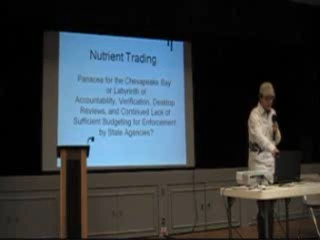 Nutrient Trading
Panacea for the Chesapeake Bay
or Labyrinth of
Accountability, Verification, Desktop
Reviews, and Continued Lack of
Sufficient Budgeting for Enforcement
by State Agencies?